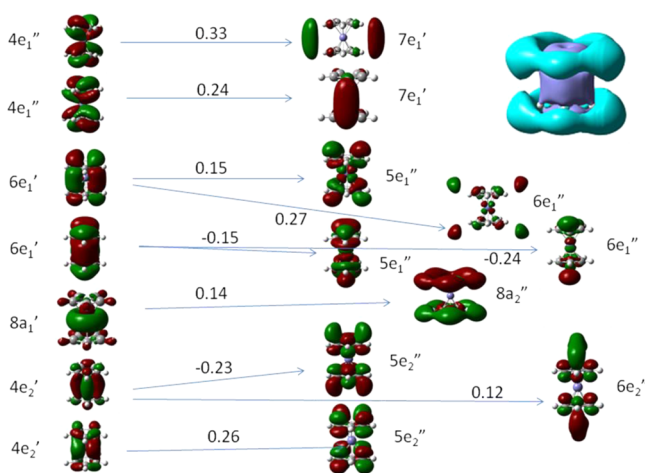 4e₁″ 0.33 7e₁′
4e₁″ 0.24 7e₁′
6e₁′ 0.15 5e₁″
0.27 6e₁″
6e₁′ -0.15 5e₁″ -0.24 6e₁″
8a₁′ 0.14 8a₂″
4e₂′ -0.23 5e₂″
0.12 6e₂′
4e₂′ 0.26 5e₂″